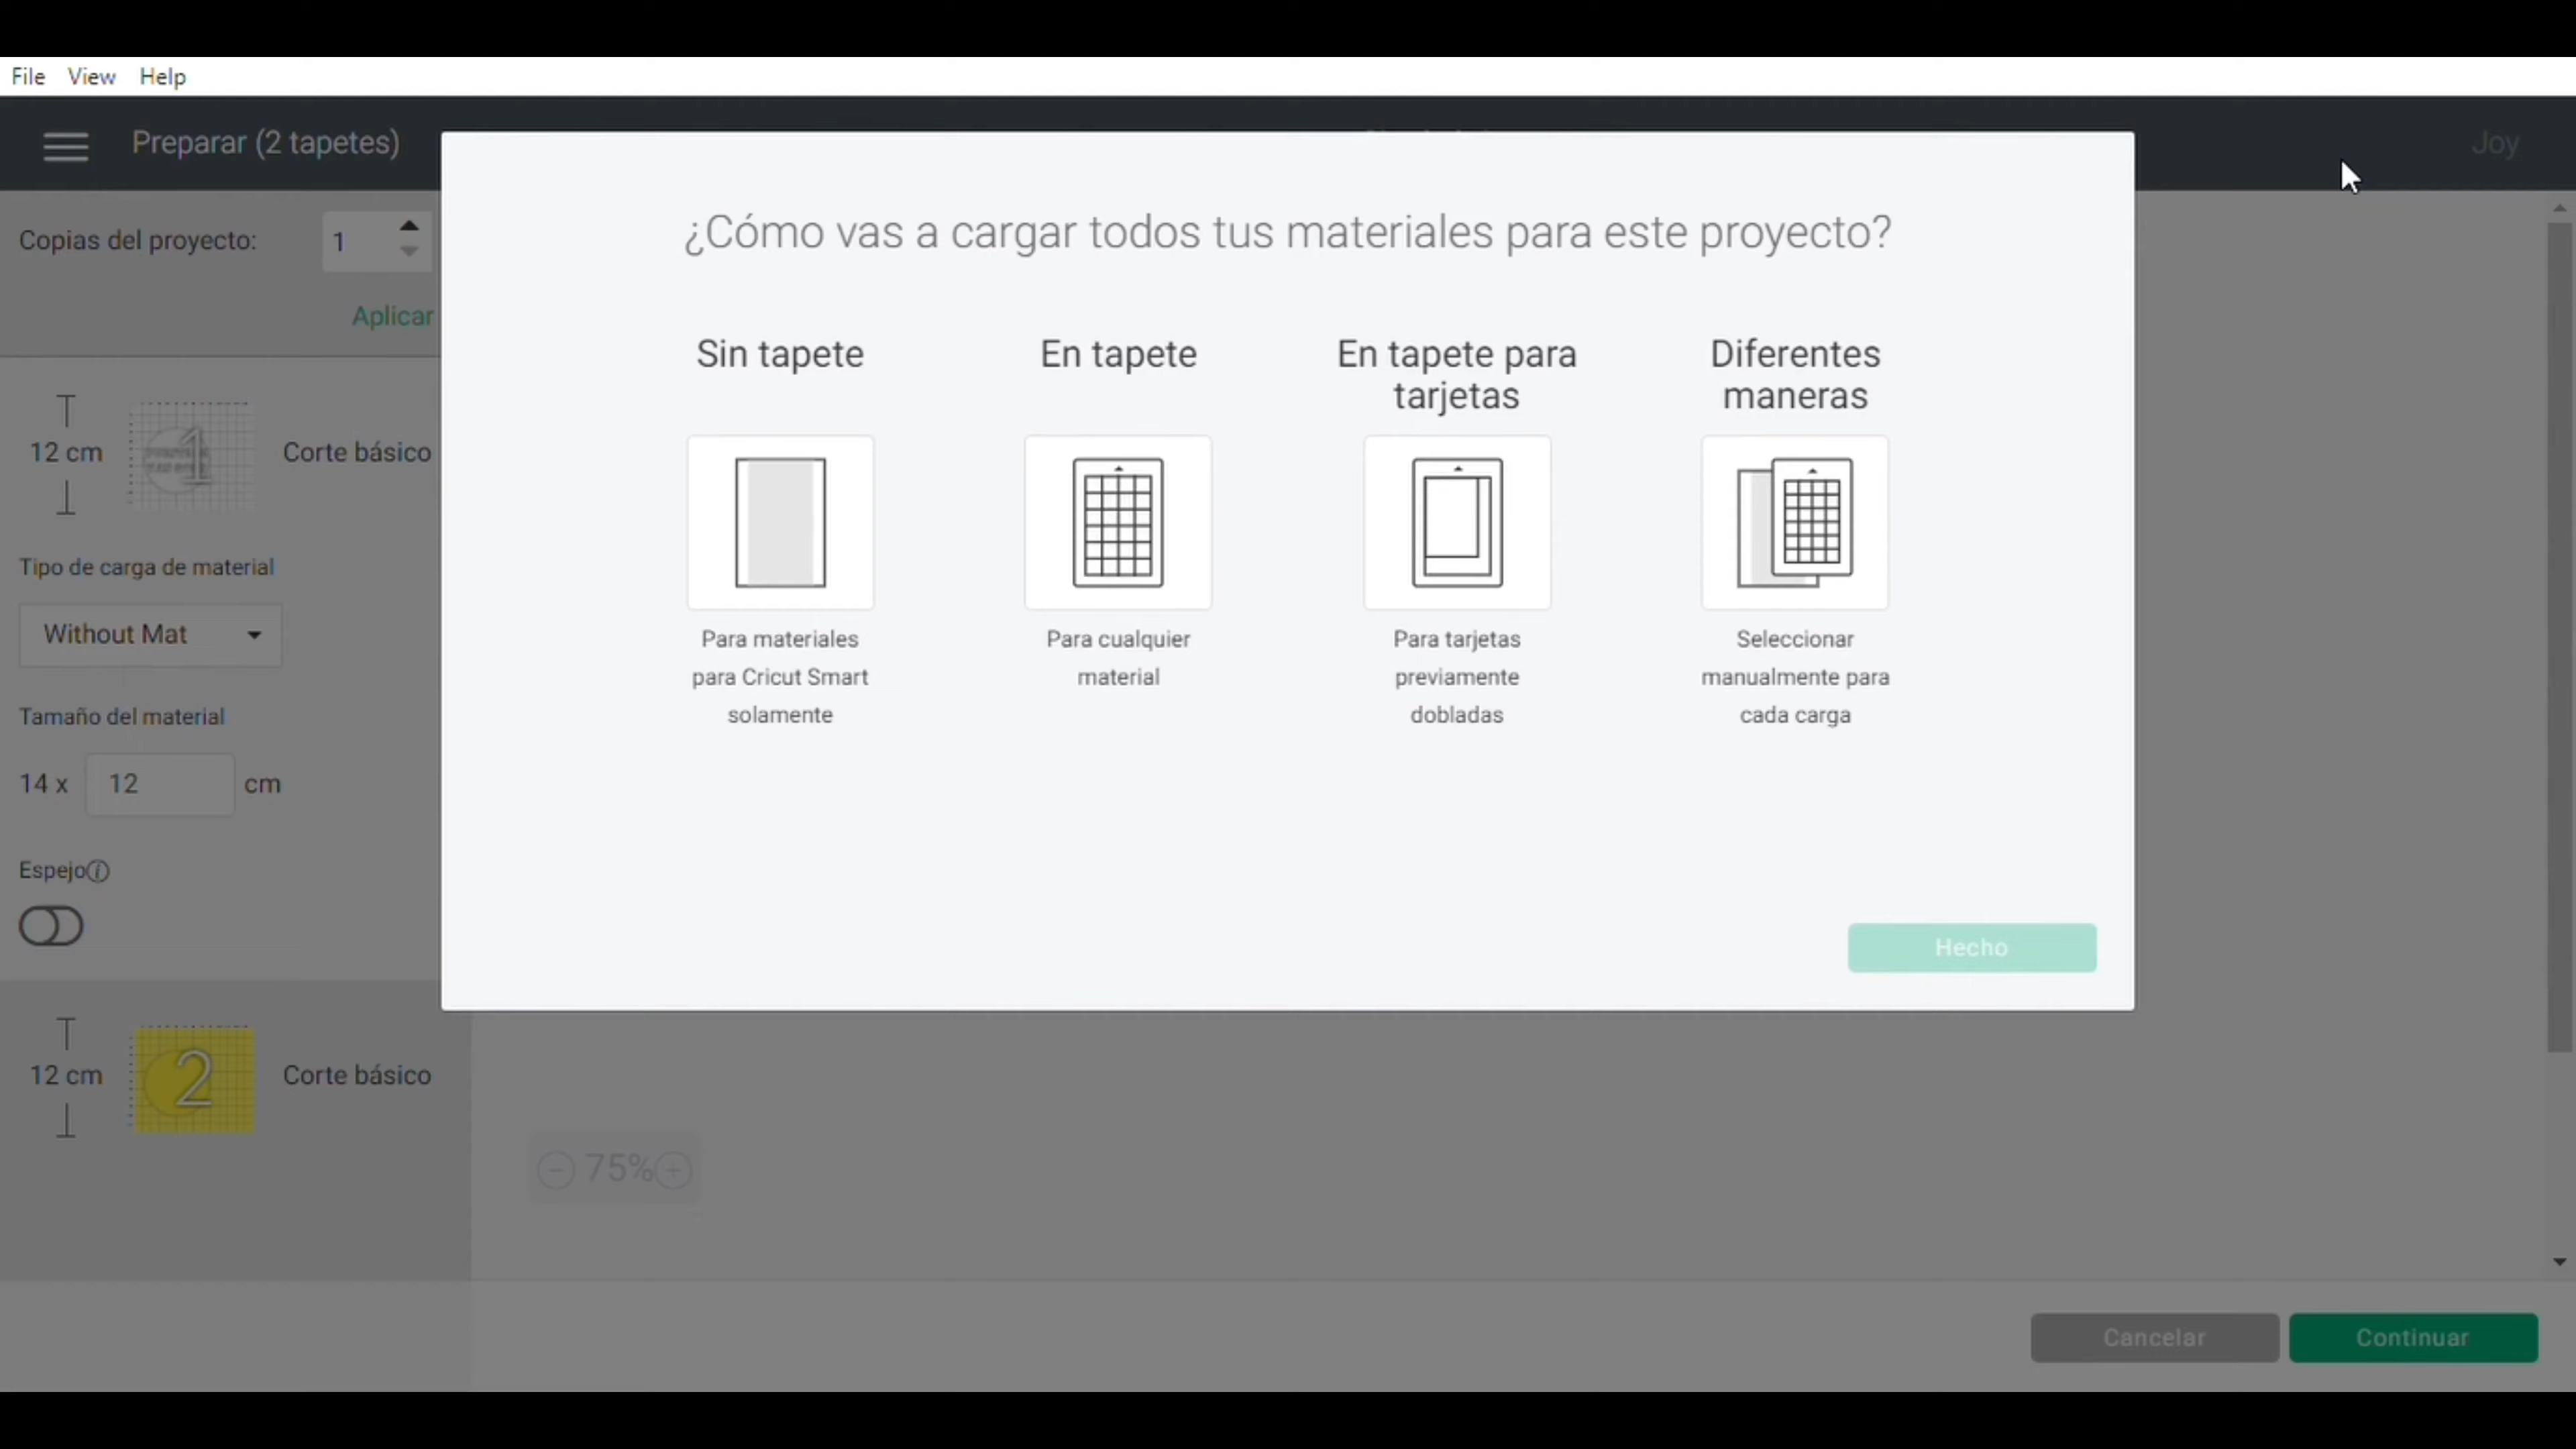 File View Help
Preparar (2 tapetes)
Joy
Copias del proyecto: 1
Aplicar
12 cm 1 Corte básico
Tipo de carga de material
Without Mat
Tamaño del material
14 x 12 cm
Espejo
12 cm 2 Corte básico
¿Cómo vas a cargar todos tus materiales para este proyecto?
Sin tapete
Para materiales
para Cricut Smart
solamente
En tapete
Para cualquier
material
En tapete para
tarjetas
Para tarjetas
previamente
dobladas
Diferentes
maneras
Seleccionar
manualmente para
cada carga
Hecho
75%
Cancelar Continuar